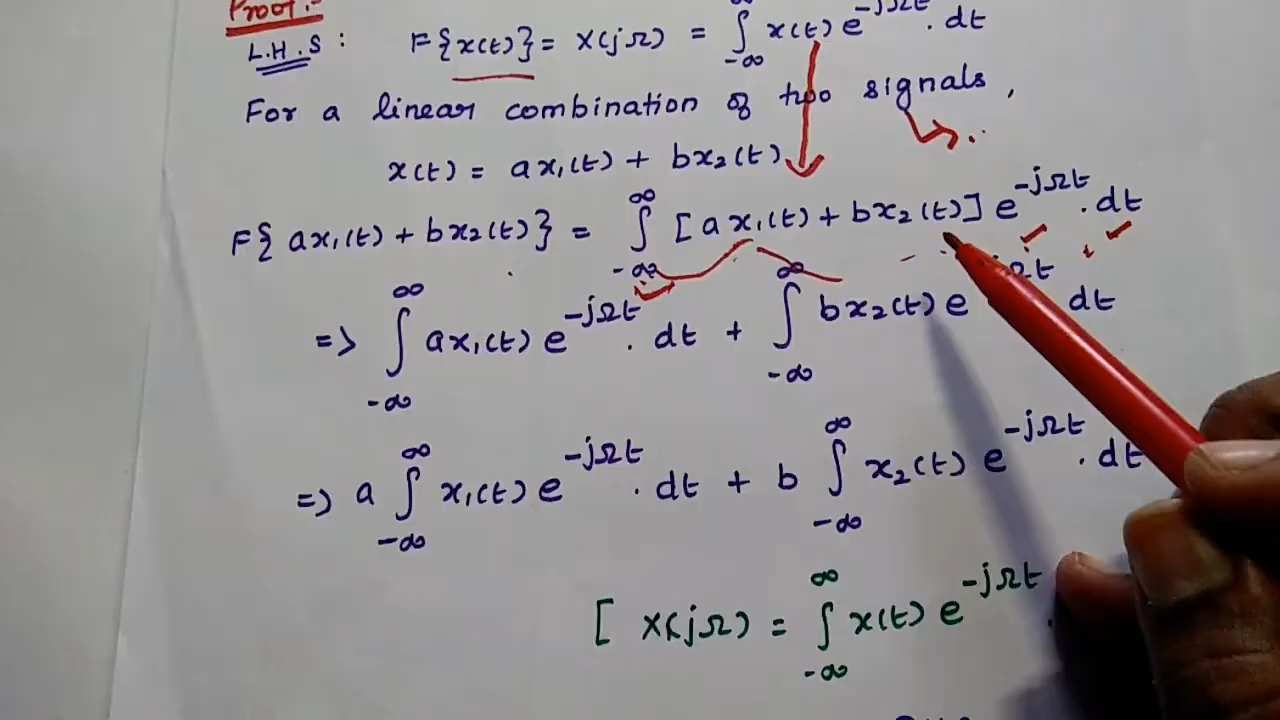 Proof:-
L.H.S : F{x(t)} = X(jΩ) = ∫_{-∞}^{∞} x(t) e^{-jΩt} . dt
For a linear combination of two signals,
x(t) = ax₁(t) + bx₂(t)
F{ax₁(t) + bx₂(t)} = ∫_{-∞}^{∞} [ax₁(t) + bx₂(t)] e^{-jΩt} . dt
=> ∫_{-∞}^{∞} ax₁(t) e^{-jΩt} . dt + ∫_{-∞}^{∞} bx₂(t) e Ωt dt
=> a ∫_{-∞}^{∞} x₁(t) e^{-jΩt} . dt + b ∫_{-∞}^{∞} x₂(t) e^{-jΩt} . dt
[ X(jΩ) = ∫_{-∞}^{∞} x(t) e^{-jΩt} .